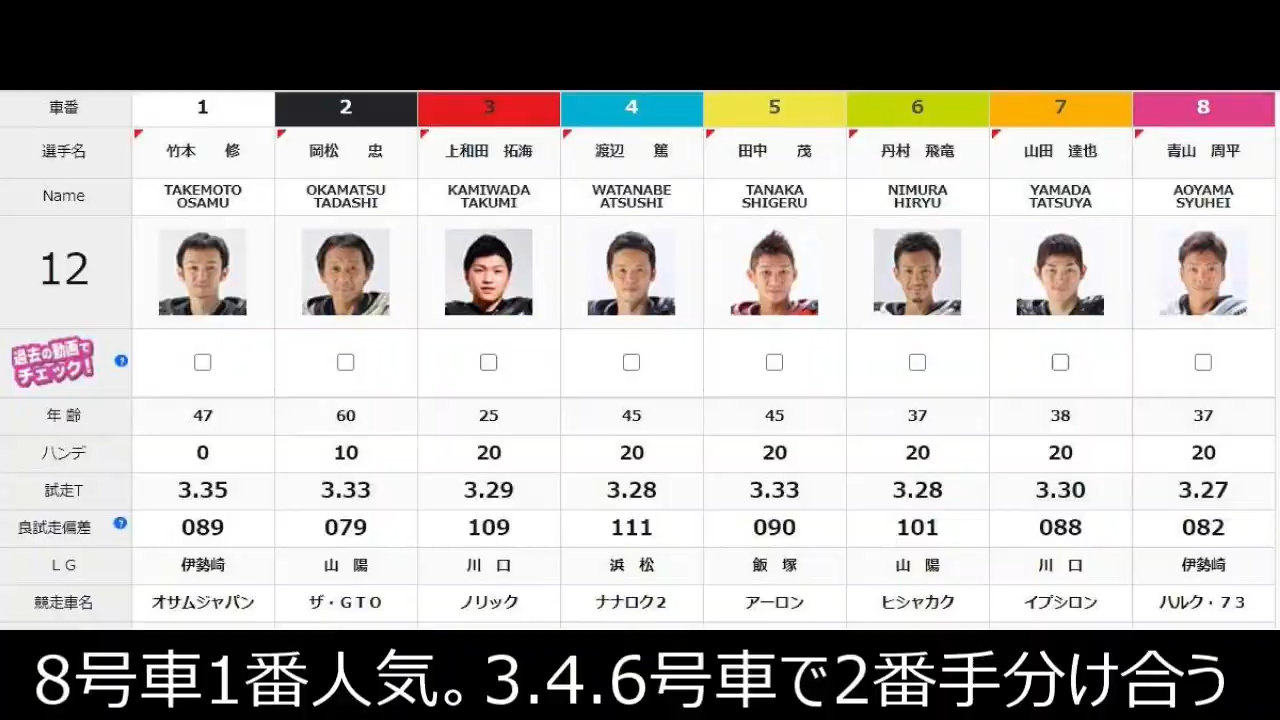 車番 1 2 3 4 5 6 7 8
選手名 竹本 修 岡松 忠 上和田 拓海 渡辺 篤 田中 茂 丹村 飛竜 山田 達也 青山 周平
Name TAKEMOTO OSAMU OKAMATSU TADASHI KAMIWADA TAKUMI WATANABE ATSUSHI TANAKA SHIGERU NIMURA HIRYU YAMADA TATSUYA AOYAMA SYUHEI
12
過去の動画で
チェック! ?
年齢 47 60 25 45 45 37 38 37
ハンデ 0 10 20 20 20 20 20 20
試走T 3.35 3.33 3.29 3.28 3.33 3.28 3.30 3.27
良試走偏差 ? 089 079 109 111 090 101 088 082
LG 伊勢崎 山陽 川口 浜松 飯塚 山陽 川口 伊勢崎
競走車名 オサムジャパン ザ・GTO ノリック ナナロク2 アーロン ヒシャカク イプシロン ハルク・73
8号車1番人気。3.4.6号車で2番手分け合う